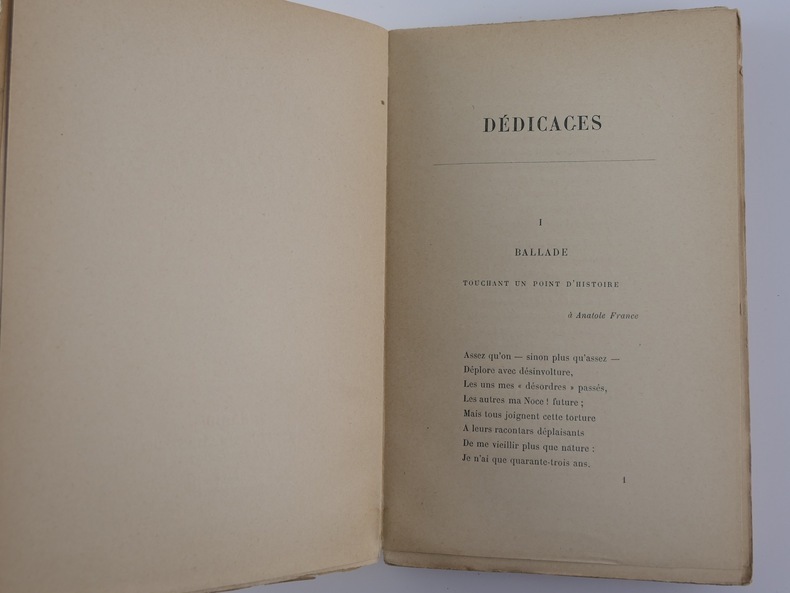 DÉDICACES
I
BALLADE
TOUCHANT UN POINT D'HISTOIRE
à Anatole France
Assez qu'on — sinon plus qu'assez —
Déplore avec désinvolture,
Les uns mes « désordres » passés,
Les autres ma Noce ! future ;
Mais tous joignent cette torture
A leurs racontars déplaisants
De me vieillir plus que nature :
Je n'ai que quarante-trois ans.
1